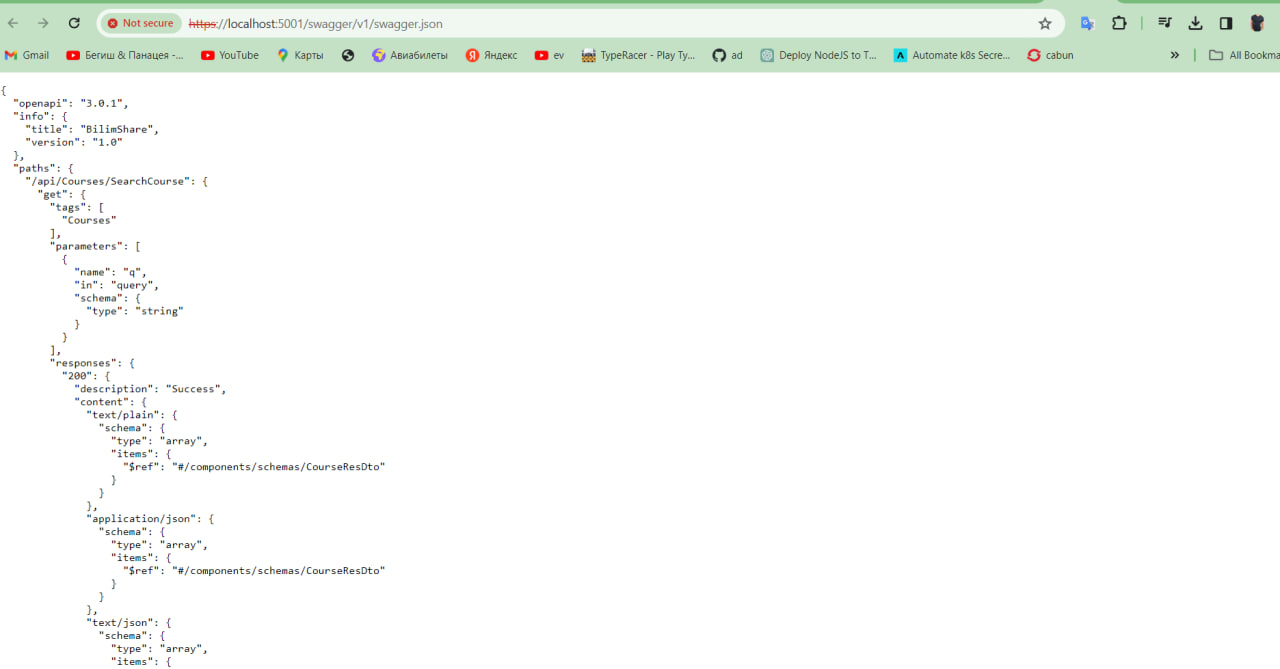 Not secure https://localhost:5001/swagger/v1/swagger.json
Gmail Бегиш & Панацея -... YouTube Карты Авиабилеты Яндекс ev TypeRacer - Play Ty... ad Deploy NodeJS to T... Automate k8s Secre... cabun » All Bookma
{
"openapi": "3.0.1",
"info": {
"title": "BilimShare",
"version": "1.0"
},
"paths": {
"/api/Courses/SearchCourse": {
"get": {
"tags": [
"Courses"
],
"parameters": [
{
"name": "q",
"in": "query",
"schema": {
"type": "string"
}
}
],
"responses": {
"200": {
"description": "Success",
"content": {
"text/plain": {
"schema": {
"type": "array",
"items": {
"$ref": "#/components/schemas/CourseResDto"
}
}
},
"application/json": {
"schema": {
"type": "array",
"items": {
"$ref": "#/components/schemas/CourseResDto"
}
}
},
"text/json": {
"schema": {
"type": "array",
"items": {